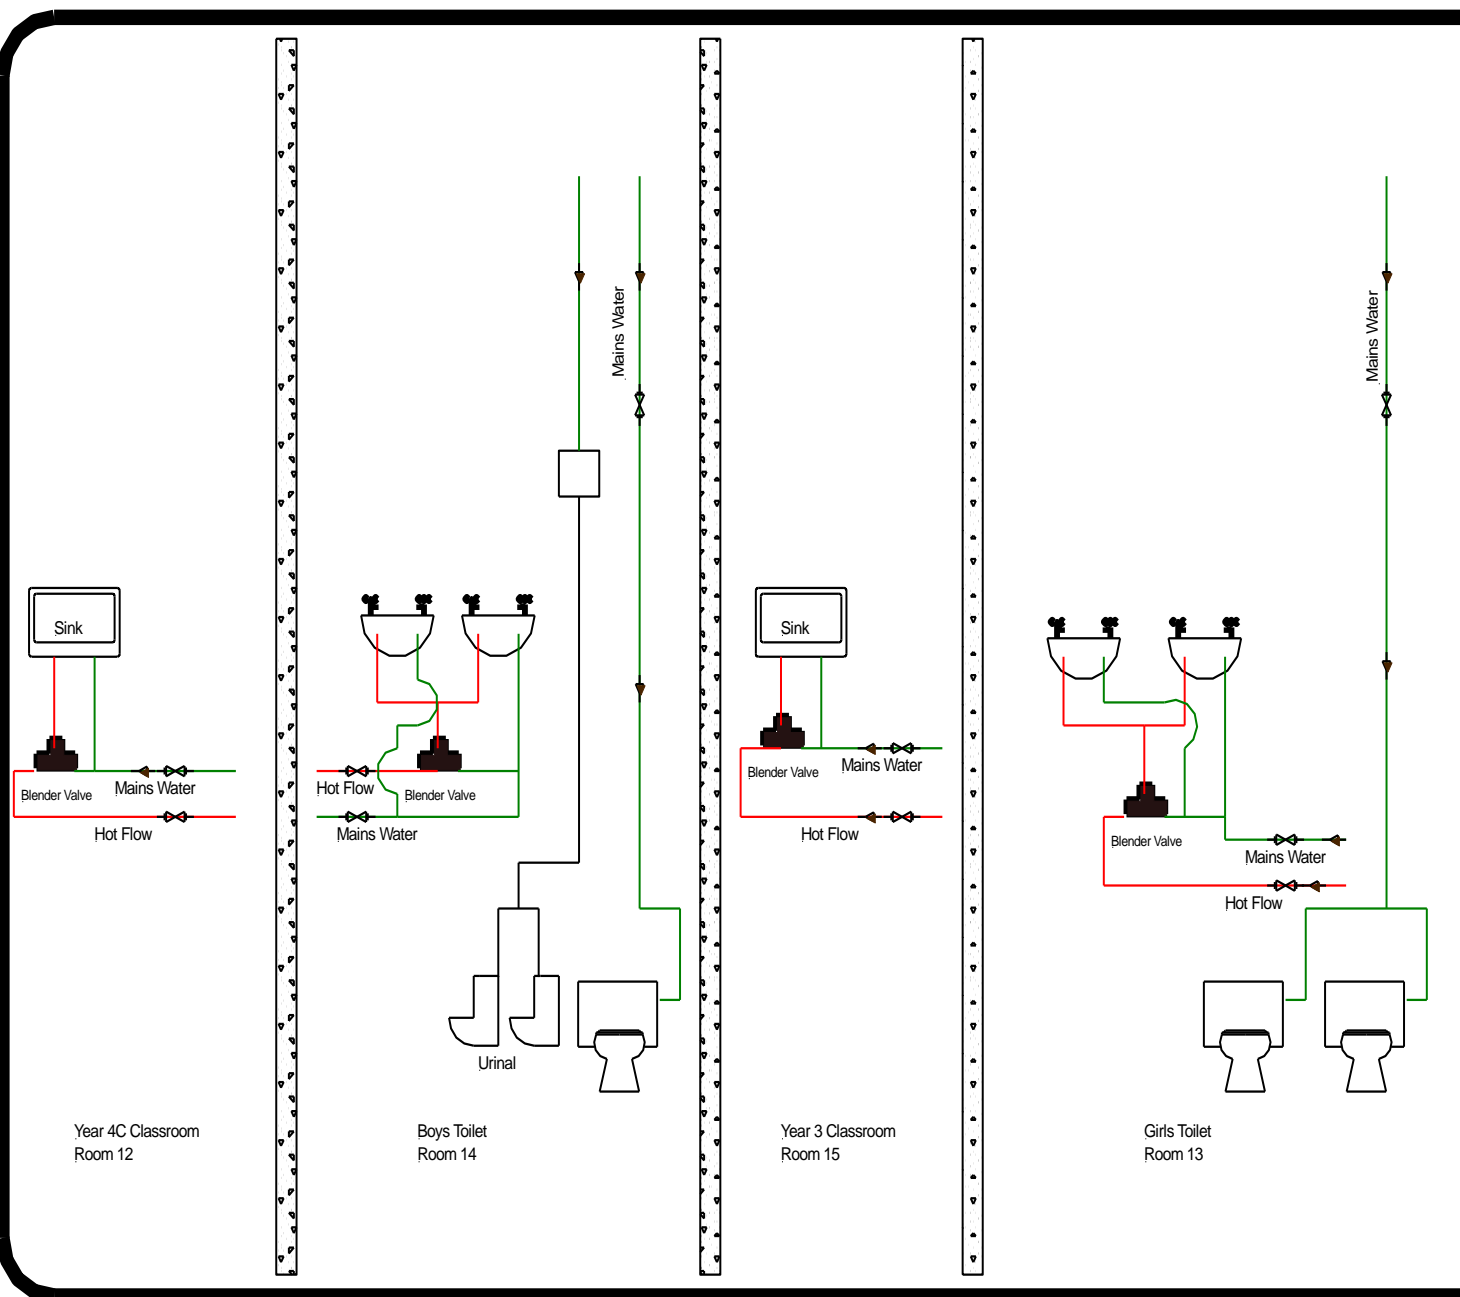 Mains Water
Mains Water
Sink
Sink
Blender Valve
Mains Water
Hot Flow
Hot Flow
Blender Valve
Mains Water
Blender Valve
Mains Water
Hot Flow
Blender Valve
Mains Water
Hot Flow
Urinal
Year 4C Classroom
Room 12
Boys Toilet
Room 14
Year 3 Classroom
Room 15
Girls Toilet
Room 13